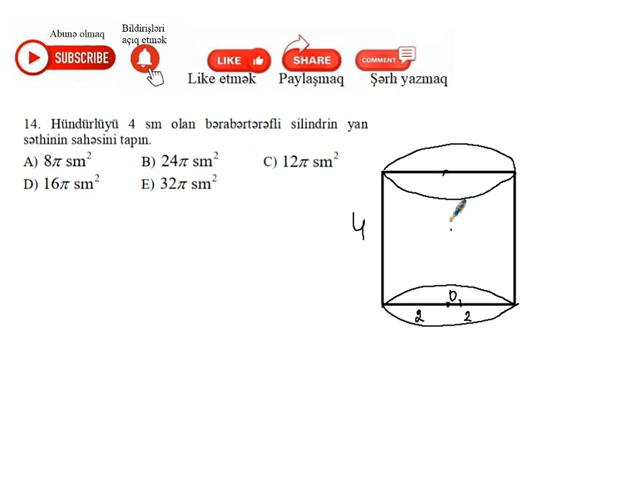 Abunə olmaq
Bildirişləri
açıq etmək
SUBSCRIBE
LIKE
SHARE
COMMENT
Like etmək Paylaşmaq Şərh yazmaq
14. Hündürlüyü 4 sm olan bərabərtərəfli silindrin yan
səthinin sahəsini tapın.
A) 8π sm² B) 24π sm² C) 12π sm²
D) 16π sm² E) 32π sm²
4
O₁
2 2